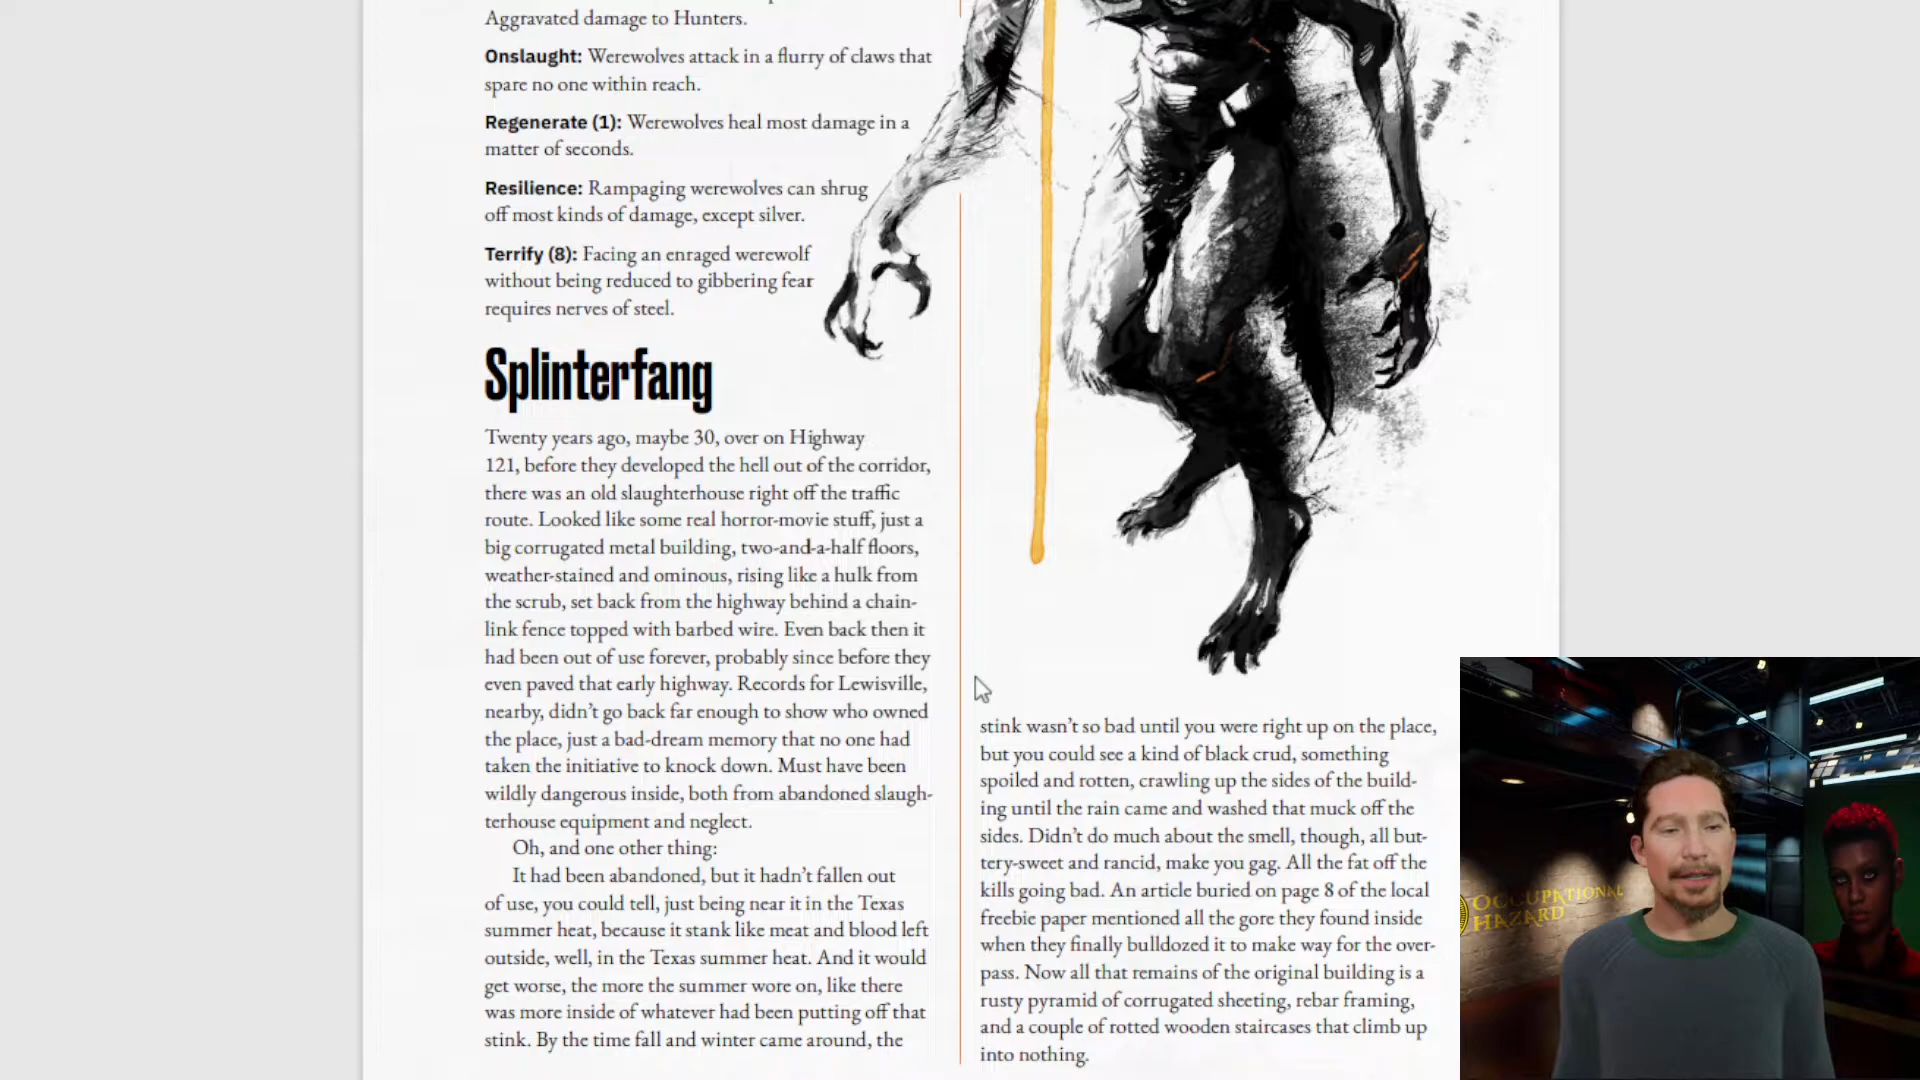 Aggravated damage to Hunters.
Onslaught: Werewolves attack in a flurry of claws that
spare no one within reach.
Regenerate (1): Werewolves heal most damage in a
matter of seconds.
Resilience: Rampaging werewolves can shrug
off most kinds of damage, except silver.
Terrify (8): Facing an enraged werewolf
without being reduced to gibbering fear
requires nerves of steel.
Splinterfang
Twenty years ago, maybe 30, over on Highway
121, before they developed the hell out of the corridor,
there was an old slaughterhouse right off the traffic
route. Looked like some real horror-movie stuff, just a
big corrugated metal building, two-and-a-half floors,
weather-stained and ominous, rising like a hulk from
the scrub, set back from the highway behind a chain-
link fence topped with barbed wire. Even back then it
had been out of use forever, probably since before they
even paved that early highway. Records for Lewisville,
nearby, didn't go back far enough to show who owned
the place, just a bad-dream memory that no one had
taken the initiative to knock down. Must have been
wildly dangerous inside, both from abandoned slaugh-
terhouse equipment and neglect.
Oh, and one other thing:
It had been abandoned, but it hadn't fallen out
of use, you could tell, just being near it in the Texas
summer heat, because it stank like meat and blood left
outside, well, in the Texas summer heat. And it would
get worse, the more the summer wore on, like there
was more inside of whatever had been putting off that
stink. By the time fall and winter came around, the
stink wasn't so bad until you were right up on the place,
but you could see a kind of black crud, something
spoiled and rotten, crawling up the sides of the build-
ing until the rain came and washed that muck off the
sides. Didn't do much about the smell, though, all but-
tery-sweet and rancid, make you gag. All the fat off the
kills going bad. An article buried on page 8 of the local
freebie paper mentioned all the gore they found inside
when they finally bulldozed it to make way for the over-
pass. Now all that remains of the original building is a
rusty pyramid of corrugated sheeting, rebar framing,
and a couple of rotted wooden staircases that climb up
into nothing.
OCCUPATIONAL
HAZARD